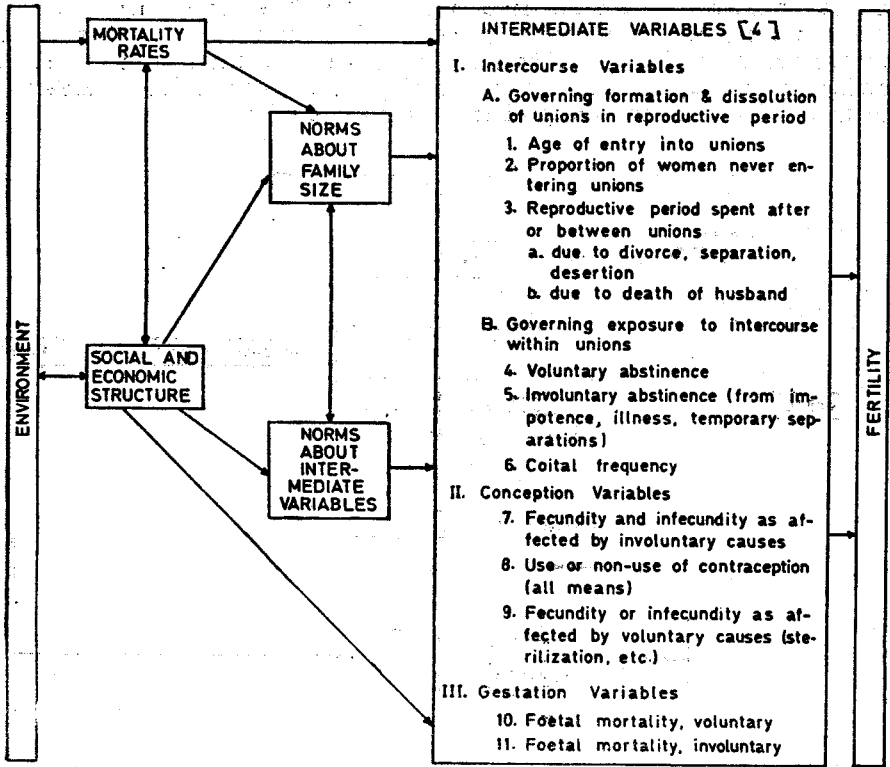 ENVIRONMENT
MORTALITY
RATES
NORMS
ABOUT
FAMILY
SIZE
SOCIAL AND
ECONOMIC
STRUCTURE
NORMS
ABOUT
INTER-
MEDIATE
VARIABLES
INTERMEDIATE VARIABLES [4]
I. Intercourse Variables
A. Governing formation & dissolution
of unions in reproductive period
1. Age of entry into unions
2. Proportion of women never en-
tering unions
3. Reproductive period spent after
or between unions
a. due to divorce, separation,
desertion
b. due to death of husband
B. Governing exposure to intercourse
within unions
4. Voluntary abstinence
5. Involuntary abstinence (from im-
potence, illness, temporary sep-
arations)
6. Coital frequency
II. Conception Variables
7. Fecundity and infecundity as af-
fected by involuntary causes
8. Use or non-use of contraception
(all means)
9. Fecundity or infecundity as af-
fected by voluntary causes (ste-
rilization, etc.)
III. Gestation Variables
10. Foetal mortality, voluntary
11. Foetal mortality, involuntary
FERTILITY